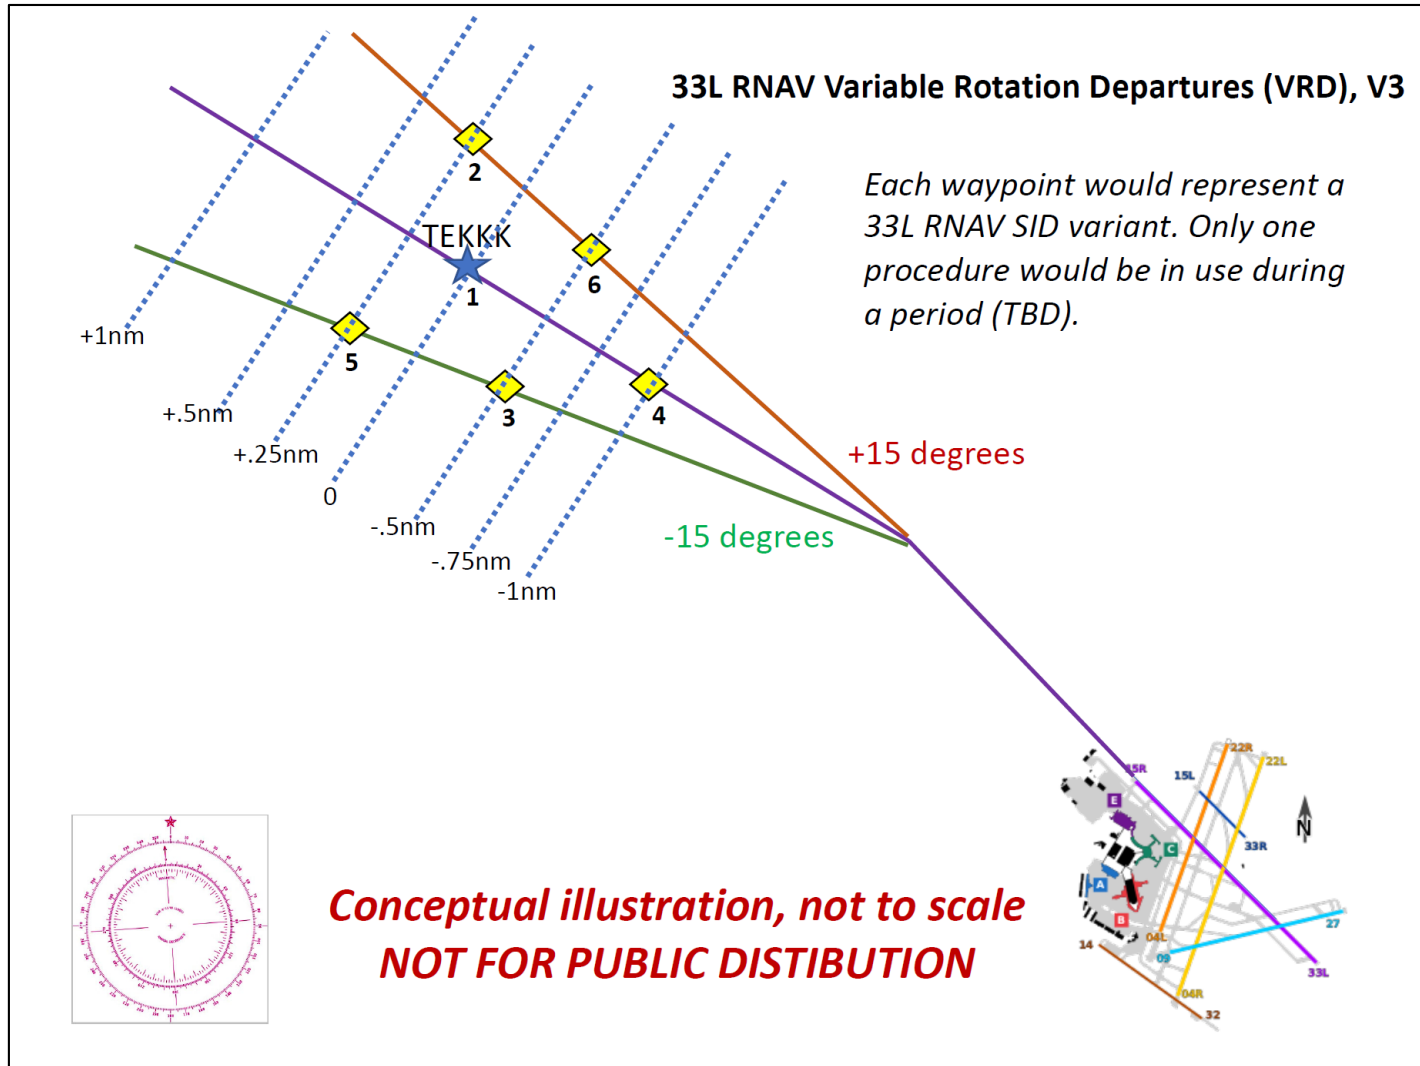 33L RNAV Variable Rotation Departures (VRD), V3
Each waypoint would represent a
33L RNAV SID variant. Only one
procedure would be in use during
a period (TBD).
2
TEKKK
1
6
5
3
4
+1nm
+.5nm
+.25nm
0
-.5nm
-.75nm
-1nm
+15 degrees
-15 degrees
22R
22L
15R
15L
E
N
33R
C
A
B
04L
27
14
09
33L
04R
32
Conceptual illustration, not to scale
NOT FOR PUBLIC DISTIBUTION